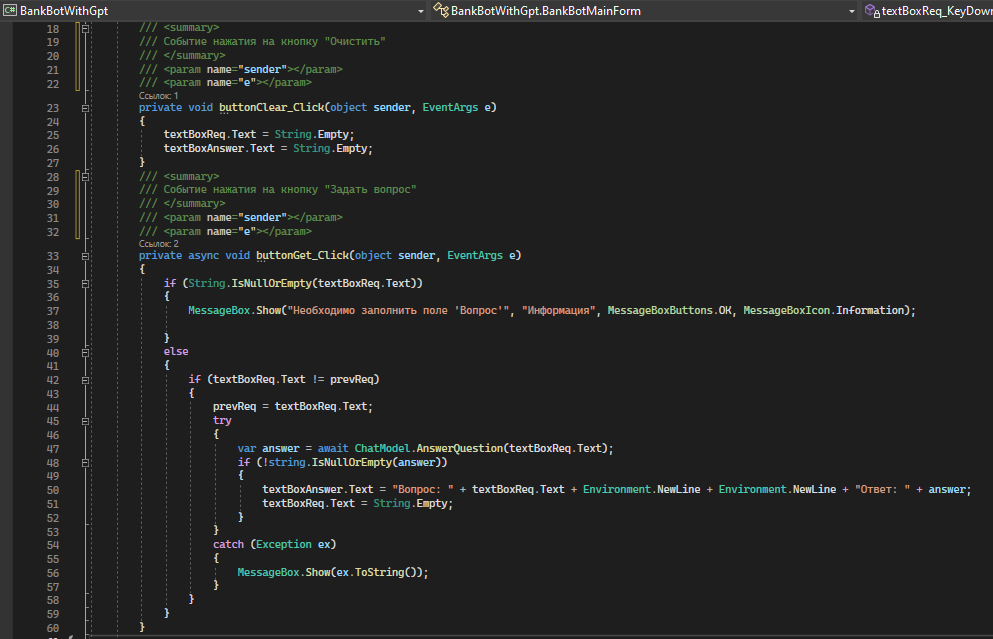 C# BankBotWithGpt BankBotWithGpt.BankBotMainForm textBoxReq_KeyDown
18 /// <summary>
19 /// Событие нажатия на кнопку "Очистить"
20 /// </summary>
21 /// <param name="sender"></param>
22 /// <param name="e"></param>
Ссылок: 1
23 private void buttonClear_Click(object sender, EventArgs e)
24 {
25 textBoxReq.Text = String.Empty;
26 textBoxAnswer.Text = String.Empty;
27 }
28 /// <summary>
29 /// Событие нажатия на кнопку "Задать вопрос"
30 /// </summary>
31 /// <param name="sender"></param>
32 /// <param name="e"></param>
Ссылок: 2
33 private async void buttonGet_Click(object sender, EventArgs e)
34 {
35 if (String.IsNullOrEmpty(textBoxReq.Text))
36 {
37 MessageBox.Show("Необходимо заполнить поле 'Вопрос'", "Информация", MessageBoxButtons.OK, MessageBoxIcon.Information);
38
39 }
40 else
41 {
42 if (textBoxReq.Text != prevReq)
43 {
44 prevReq = textBoxReq.Text;
45 try
46 {
47 var answer = await ChatModel.AnswerQuestion(textBoxReq.Text);
48 if (!string.IsNullOrEmpty(answer))
49 {
50 textBoxAnswer.Text = "Вопрос: " + textBoxReq.Text + Environment.NewLine + Environment.NewLine + "Ответ: " + answer;
51 textBoxReq.Text = String.Empty;
52 }
53 }
54 catch (Exception ex)
55 {
56 MessageBox.Show(ex.ToString());
57 }
58 }
59 }
60 }